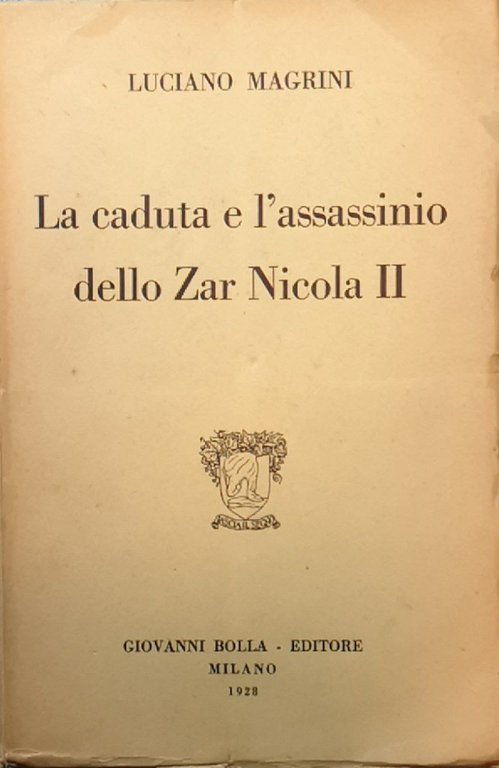 LUCIANO MAGRINI
La caduta e l'assassinio
dello Zar Nicola II
GIOVANNI BOLLA - EDITORE
MILANO
1928